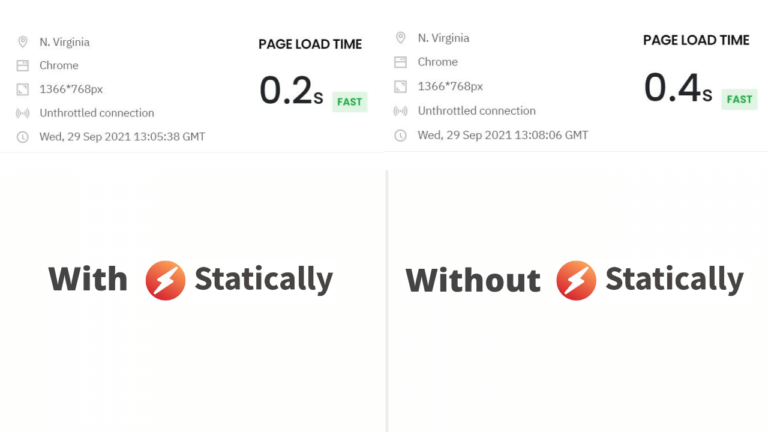 N. Virginia
Chrome
1366*768px
Unthrottled connection
Wed, 29 Sep 2021 13:05:38 GMT
PAGE LOAD TIME
0.2s FAST
N. Virginia
Chrome
1366*768px
Unthrottled connection
Wed, 29 Sep 2021 13:08:06 GMT
PAGE LOAD TIME
0.4s FAST
With Statically
Without Statically